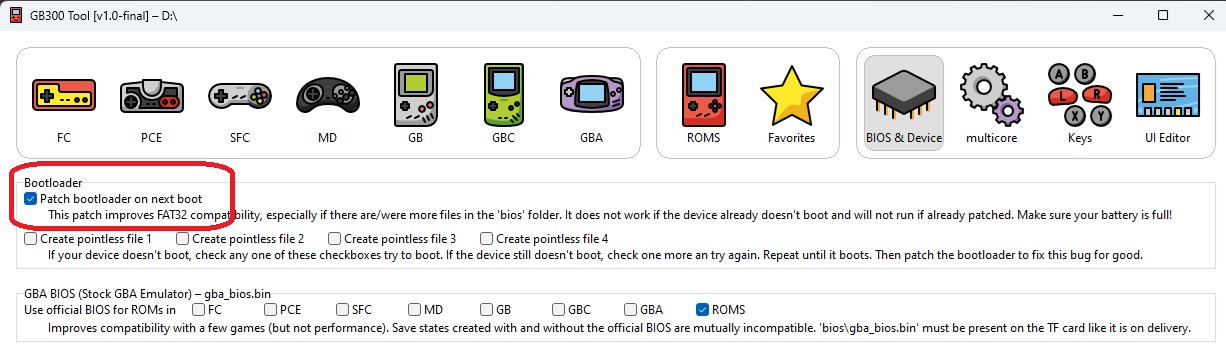 GB300 Tool [v1.0-final] – D:\
FC PCE SFC MD GB GBC GBA ROMS Favorites BIOS & Device multicore Keys UI Editor
A B L R X Y
Bootloader
Patch bootloader on next boot
This patch improves FAT32 compatibility, especially if there are/were more files in the 'bios' folder. It does not work if the device already doesn't boot and will not run if already patched. Make sure your battery is full!
Create pointless file 1 Create pointless file 2 Create pointless file 3 Create pointless file 4
If your device doesn't boot, check any one of these checkboxes try to boot. If the device still doesn't boot, check one more an try again. Repeat until it boots. Then patch the bootloader to fix this bug for good.
GBA BIOS (Stock GBA Emulator) – gba_bios.bin
Use official BIOS for ROMs in FC PCE SFC MD GB GBC GBA ROMS
Improves compatibility with a few games (but not performance). Save states created with and without the official BIOS are mutually incompatible. 'bios\gba_bios.bin' must be present on the TF card like it is on delivery.